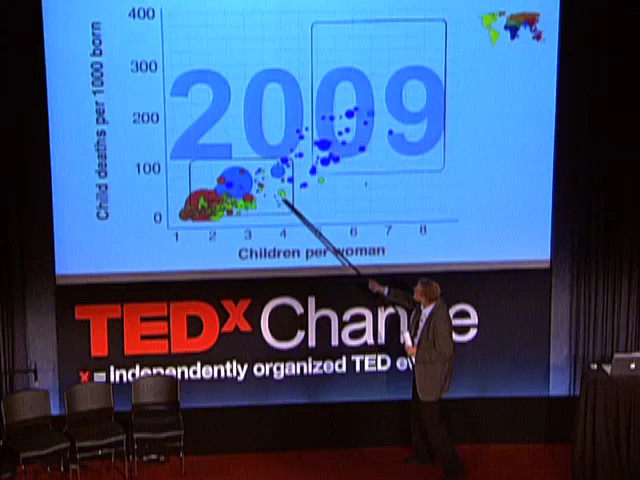 400
300
200
100
0
Child deaths per 1000 born
2009
1 2 3 4 6 7 8
Children per woman
TEDx Change
x = Independently organized TED